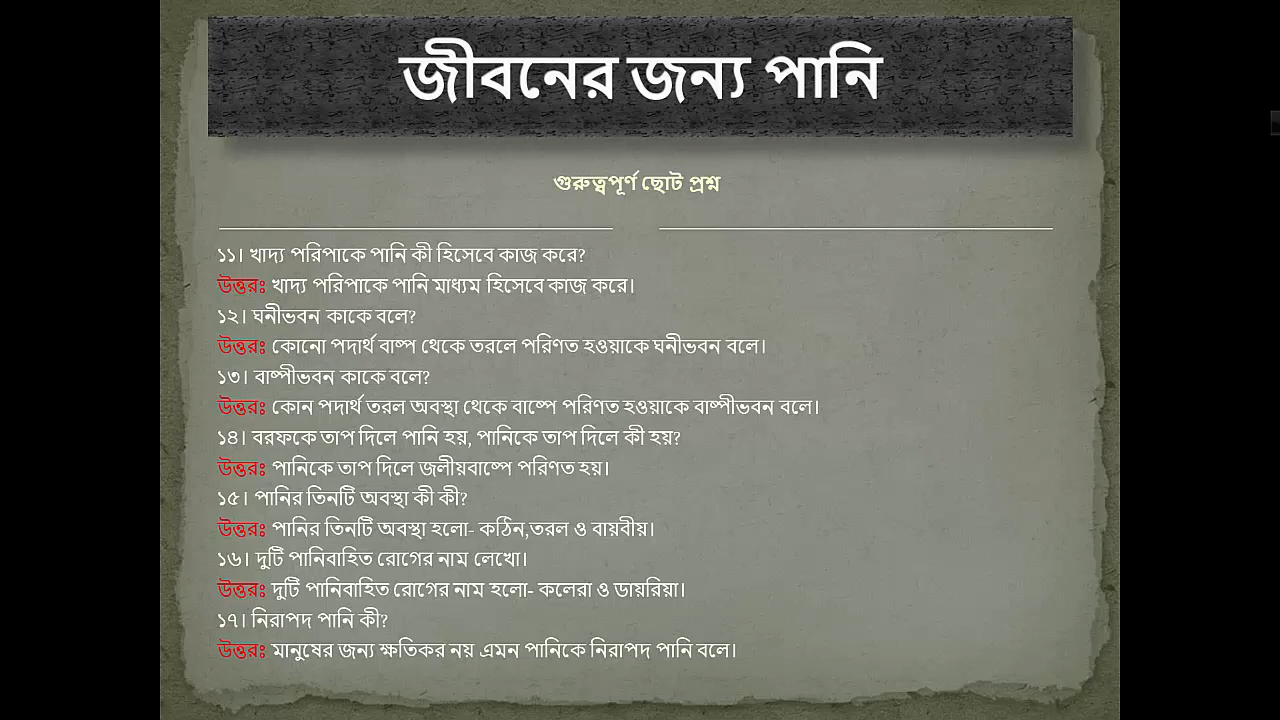 জীবনের জন্য পানি
গুরুত্বপূর্ণ ছোট প্রশ্ন
১১। খাদ্য পরিপাকে পানি কী হিসেবে কাজ করে?
উত্তরঃ খাদ্য পরিপাকে পানি মাধ্যম হিসেবে কাজ করে।
১২। ঘনীভবন কাকে বলে?
উত্তরঃ কোনো পদার্থ বাষ্প থেকে তরলে পরিণত হওয়াকে ঘনীভবন বলে।
১৩। বাষ্পীভবন কাকে বলে?
উত্তরঃ কোন পদার্থ তরল অবস্থা থেকে বাষ্পে পরিণত হওয়াকে বাষ্পীভবন বলে।
১৪। বরফকে তাপ দিলে পানি হয়, পানিকে তাপ দিলে কী হয়?
উত্তরঃ পানিকে তাপ দিলে জলীয়বাষ্পে পরিণত হয়।
১৫। পানির তিনটি অবস্থা কী কী?
উত্তরঃ পানির তিনটি অবস্থা হলো- কঠিন,তরল ও বায়বীয়।
১৬। দুটি পানিবাহিত রোগের নাম লেখো।
উত্তরঃ দুটি পানিবাহিত রোগের নাম হলো- কলেরা ও ডায়রিয়া।
১৭। নিরাপদ পানি কী?
উত্তরঃ মানুষের জন্য ক্ষতিকর নয় এমন পানিকে নিরাপদ পানি বলে।